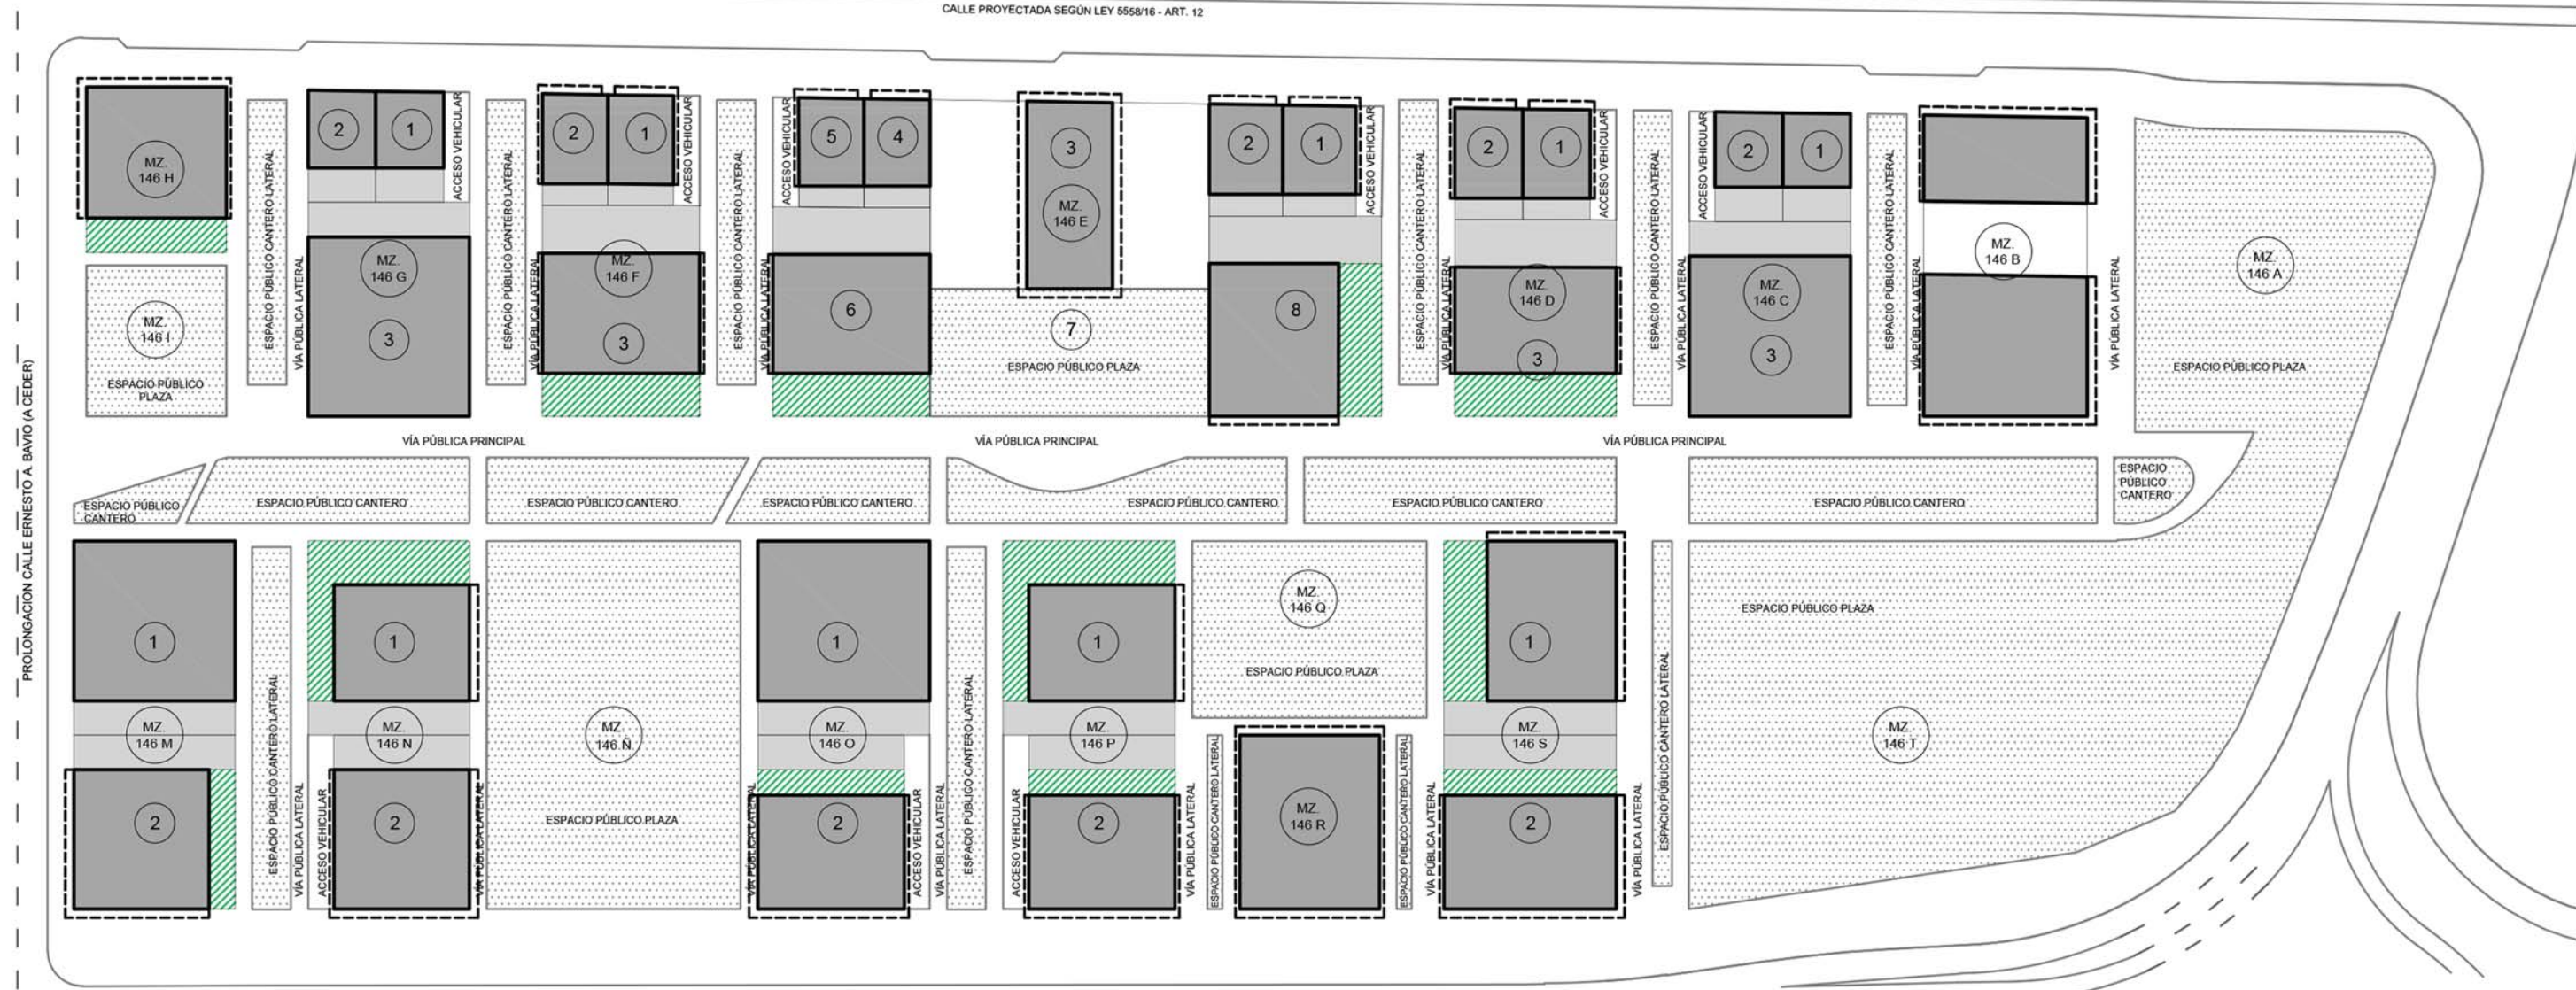 CALLE PROYECTADA SEGÚN LEY 5558/16 - ART. 12
PROLONGACION CALLE ERNESTO A. BAVIO (A CEDER)
MZ.
146 H
MZ.
146 I
ESPACIO PÚBLICO
PLAZA
ESPACIO PÚBLICO CANTERO LATERAL
VÍA PÚBLICA LATERAL
2
1
ACCESO VEHICULAR
MZ.
146 G
3
ESPACIO PÚBLICO CANTERO LATERAL
VÍA PÚBLICA LATERAL
2
1
ACCESO VEHICULAR
MZ.
146 F
3
ESPACIO PÚBLICO CANTERO LATERAL
VÍA PÚBLICA LATERAL
ACCESO VEHICULAR
5
4
6
3
MZ.
146 E
7
ESPACIO PÚBLICO PLAZA
2
1
ACCESO VEHICULAR
8
ESPACIO PÚBLICO CANTERO LATERAL
VÍA PÚBLICA LATERAL
2
1
ACCESO VEHICULAR
MZ.
146 D
3
ESPACIO PÚBLICO CANTERO LATERAL
VÍA PÚBLICA LATERAL
ACCESO VEHICULAR
2
1
MZ.
146 C
3
ESPACIO PÚBLICO CANTERO LATERAL
VÍA PÚBLICA LATERAL
MZ.
146 B
VÍA PÚBLICA LATERAL
MZ.
146 A
ESPACIO PÚBLICO PLAZA
VÍA PÚBLICA PRINCIPAL
VÍA PÚBLICA PRINCIPAL
VÍA PÚBLICA PRINCIPAL
ESPACIO PÚBLICO
CANTERO
ESPACIO PÚBLICO CANTERO
ESPACIO PÚBLICO CANTERO
ESPACIO PÚBLICO CANTERO
ESPACIO PÚBLICO CANTERO
ESPACIO PÚBLICO CANTERO
ESPACIO PÚBLICO CANTERO
ESPACIO
PÚBLICO
CANTERO
1
MZ.
146 M
2
ESPACIO PÚBLICO CANTERO LATERAL
VÍA PÚBLICA LATERAL
ACCESO VEHICULAR
1
MZ.
146 N
2
VÍA PÚBLICA LATERAL
MZ.
146 Ñ
ESPACIO PÚBLICO PLAZA
VÍA PÚBLICA LATERAL
1
MZ.
146 O
2
ACCESO VEHICULAR
VÍA PÚBLICA LATERAL
ESPACIO PÚBLICO CANTERO LATERAL
ACCESO VEHICULAR
1
MZ.
146 P
2
VÍA PÚBLICA LATERAL
ESPACIO PÚBLICO CANTERO LATERAL
MZ.
146 Q
ESPACIO PÚBLICO PLAZA
MZ.
146 R
ESPACIO PÚBLICO CANTERO LATERAL
VÍA PÚBLICA LATERAL
1
MZ.
146 S
2
VÍA PÚBLICA LATERAL
ESPACIO PÚBLICO CANTERO LATERAL
ESPACIO PÚBLICO PLAZA
MZ.
146 T